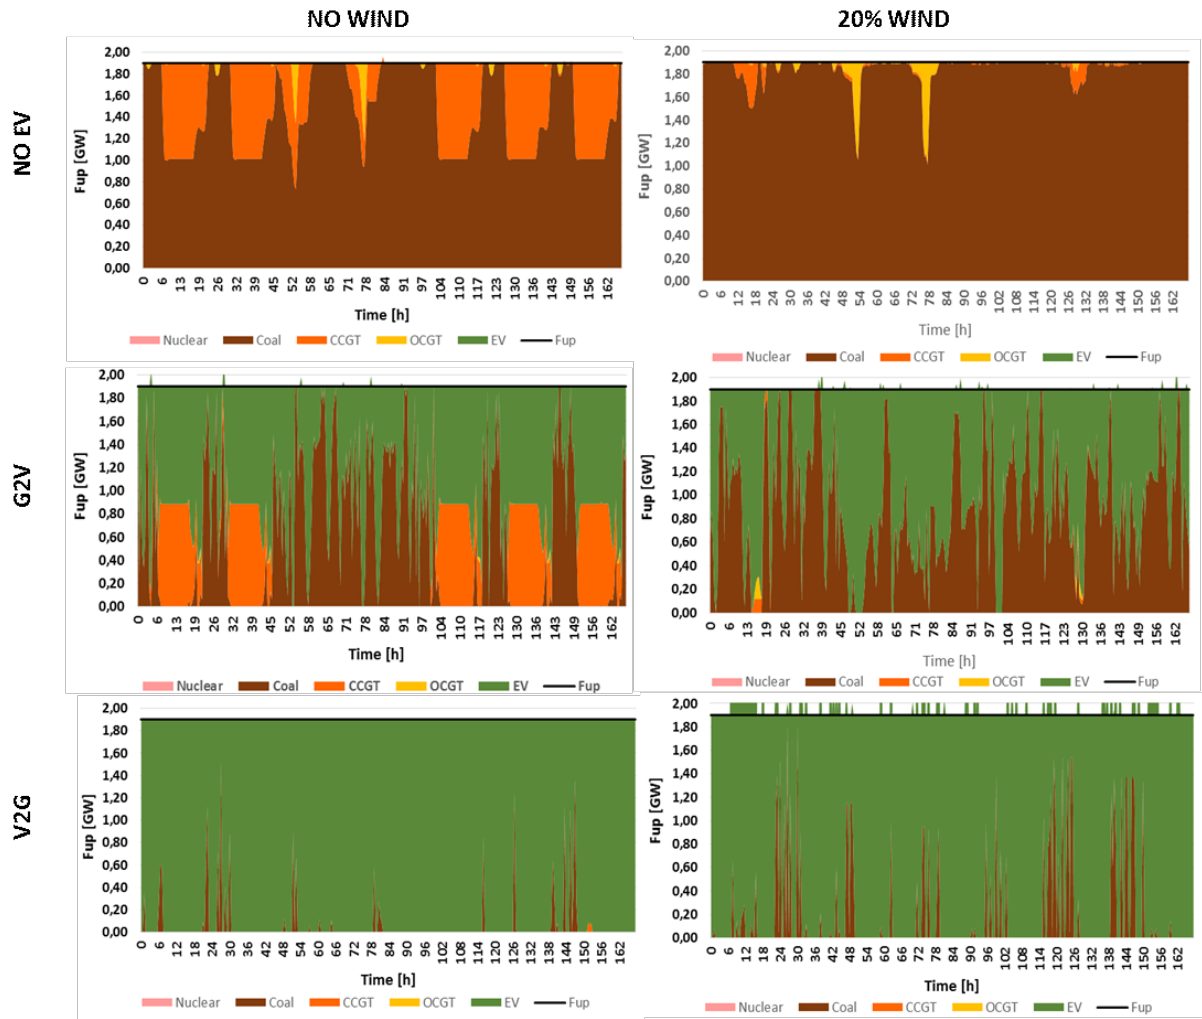 NO WIND
20% WIND
NO EV
2,00
1,80
1,60
1,40
1,20
1,00
0,80
0,60
0,40
0,20
0,00
Fup [GW]
0 6 13 19 26 32 39 45 52 58 65 71 78 84 91 97 104 110 117 123 130 136 143 149 156 162
Time [h]
Nuclear Coal CCGT OCGT EV Fup
2,00
1,80
1,60
1,40
1,20
1,00
0,80
0,60
0,40
0,20
0,00
Fup [GW]
0 6 12 18 24 30 36 42 48 54 60 66 72 78 84 90 96 102 108 114 120 126 132 138 144 150 156 162
Time [h]
Nuclear Coal CCGT OCGT EV Fup
G2V
2,00
1,80
1,60
1,40
1,20
1,00
0,80
0,60
0,40
0,20
0,00
Fup [GW]
0 6 13 19 26 32 39 45 52 58 65 71 78 84 91 97 104 110 117 123 130 136 143 149 156 162
Time [h]
Nuclear Coal CCGT OCGT EV Fup
2,00
1,80
1,60
1,40
1,20
1,00
0,80
0,60
0,40
0,20
0,00
Fup [GW]
0 6 13 19 26 32 39 45 52 58 65 71 78 84 91 97 104 110 117 123 130 136 143 149 156 162
Time [h]
Nuclear Coal CCGT OCGT EV Fup
V2G
2,00
1,80
1,60
1,40
1,20
1,00
0,80
0,60
0,40
0,20
0,00
Fup [GW]
0 6 12 18 24 30 36 42 48 54 60 66 72 78 84 90 96 102 108 114 120 126 132 138 144 150 156 162
Time [h]
Nuclear Coal CCGT OCGT EV Fup
2,00
1,80
1,60
1,40
1,20
1,00
0,80
0,60
0,40
0,20
0,00
Fup [GW]
0 6 12 18 24 30 36 42 48 54 60 66 72 78 84 90 96 102 108 114 120 126 132 138 144 150 156 162
Time [h]
Nuclear Coal CCGT OCGT EV Fup